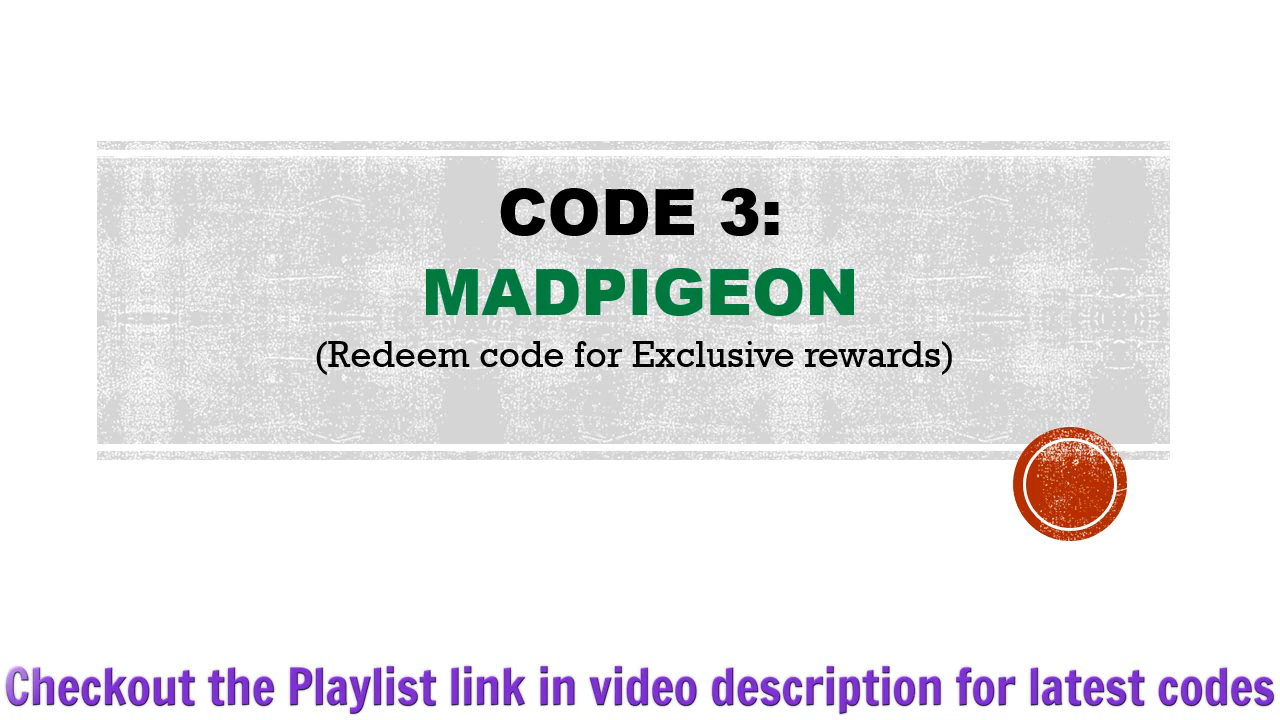 CODE 3:
MADPIGEON
(Redeem code for Exclusive rewards)
Checkout the Playlist link in video description for latest codes